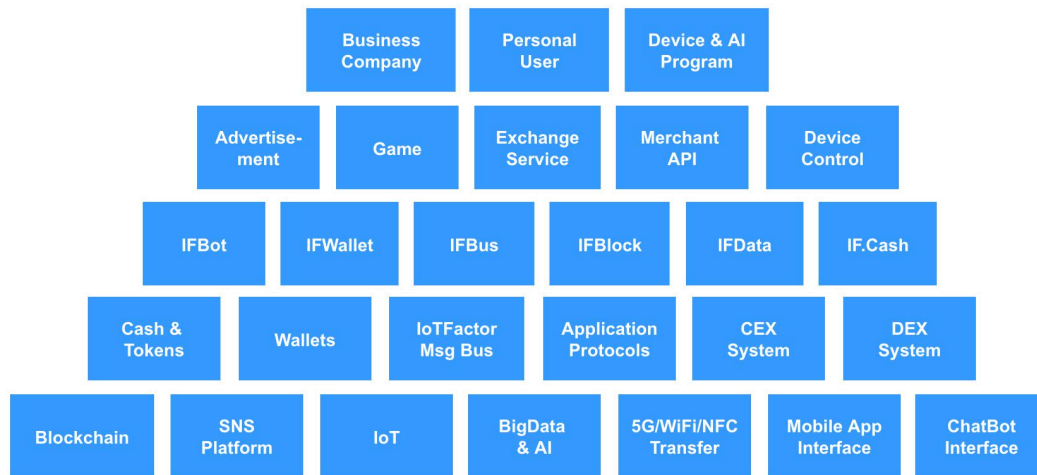 Business
Company
Personal
User
Device & AI
Program
Advertise-
ment
Game
Exchange
Service
Merchant
API
Device
Control
IFBot
IFWallet
IFBus
IFBlock
IFData
IF.Cash
Cash &
Tokens
Wallets
IoTFactor
Msg Bus
Application
Protocols
CEX
System
DEX
System
Blockchain
SNS
Platform
IoT
BigData
& AI
5G/WiFi/NFC
Transfer
Mobile App
Interface
ChatBot
Interface